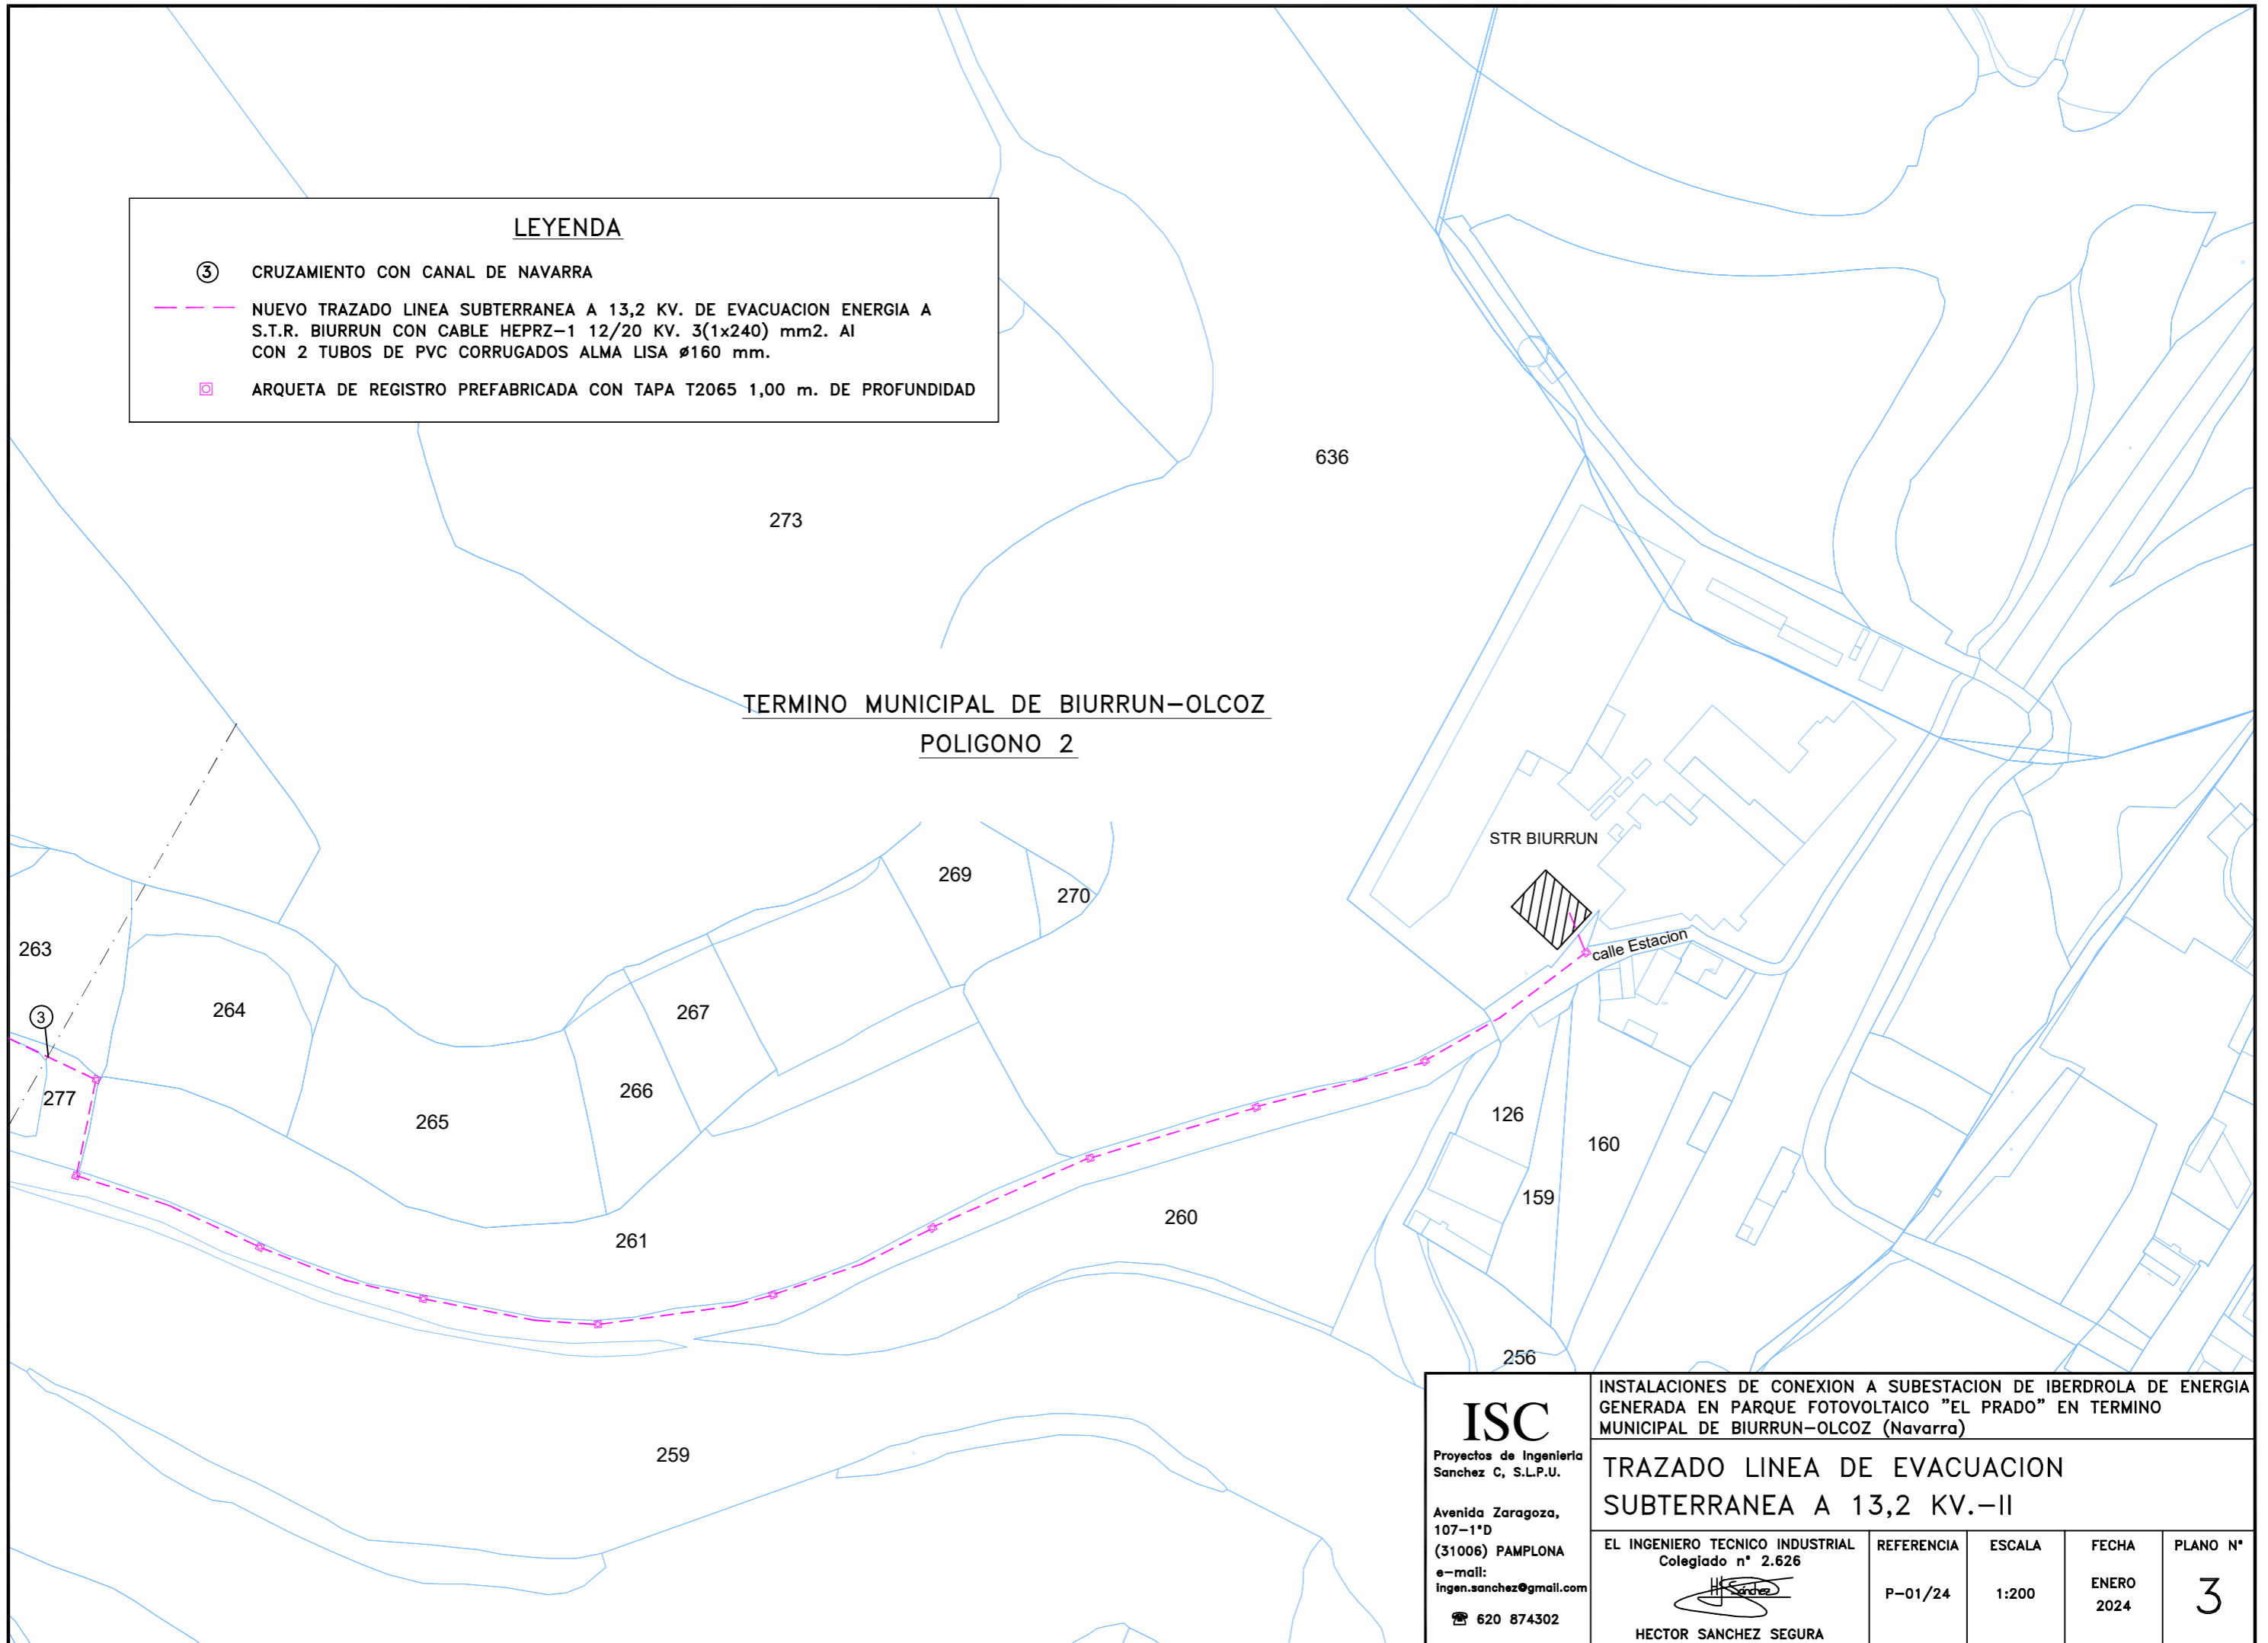 LEYENDA
3 CRUZAMIENTO CON CANAL DE NAVARRA
NUEVO TRAZADO LINEA SUBTERRANEA A 13,2 KV. DE EVACUACION ENERGIA A
S.T.R. BIURRUN CON CABLE HEPRZ-1 12/20 KV. 3(1x240) mm2. Al
CON 2 TUBOS DE PVC CORRUGADOS ALMA LISA ø160 mm.
ARQUETA DE REGISTRO PREFABRICADA CON TAPA T2065 1,00 m. DE PROFUNDIDAD
636
273
TERMINO MUNICIPAL DE BIURRUN-OLCOZ
POLIGONO 2
STR BIURRUN
269
270
calle Estacion
263
264
267
3
277
266
265
126
160
159
260
261
256
259
ISC
Proyectos de Ingenieria
Sanchez C, S.L.P.U.
Avenida Zaragoza,
107-1ºD
(31006) PAMPLONA
e-mail:
ingen.sanchez@gmail.com
☎ 620 874302
INSTALACIONES DE CONEXION A SUBESTACION DE IBERDROLA DE ENERGIA
GENERADA EN PARQUE FOTOVOLTAICO "EL PRADO" EN TERMINO
MUNICIPAL DE BIURRUN-OLCOZ (Navarra)
TRAZADO LINEA DE EVACUACION
SUBTERRANEA A 13,2 KV.-II
EL INGENIERO TECNICO INDUSTRIAL
Colegiado nº 2.626
HECTOR SANCHEZ SEGURA
REFERENCIA
P-01/24
ESCALA
1:200
FECHA
ENERO
2024
PLANO Nº
3